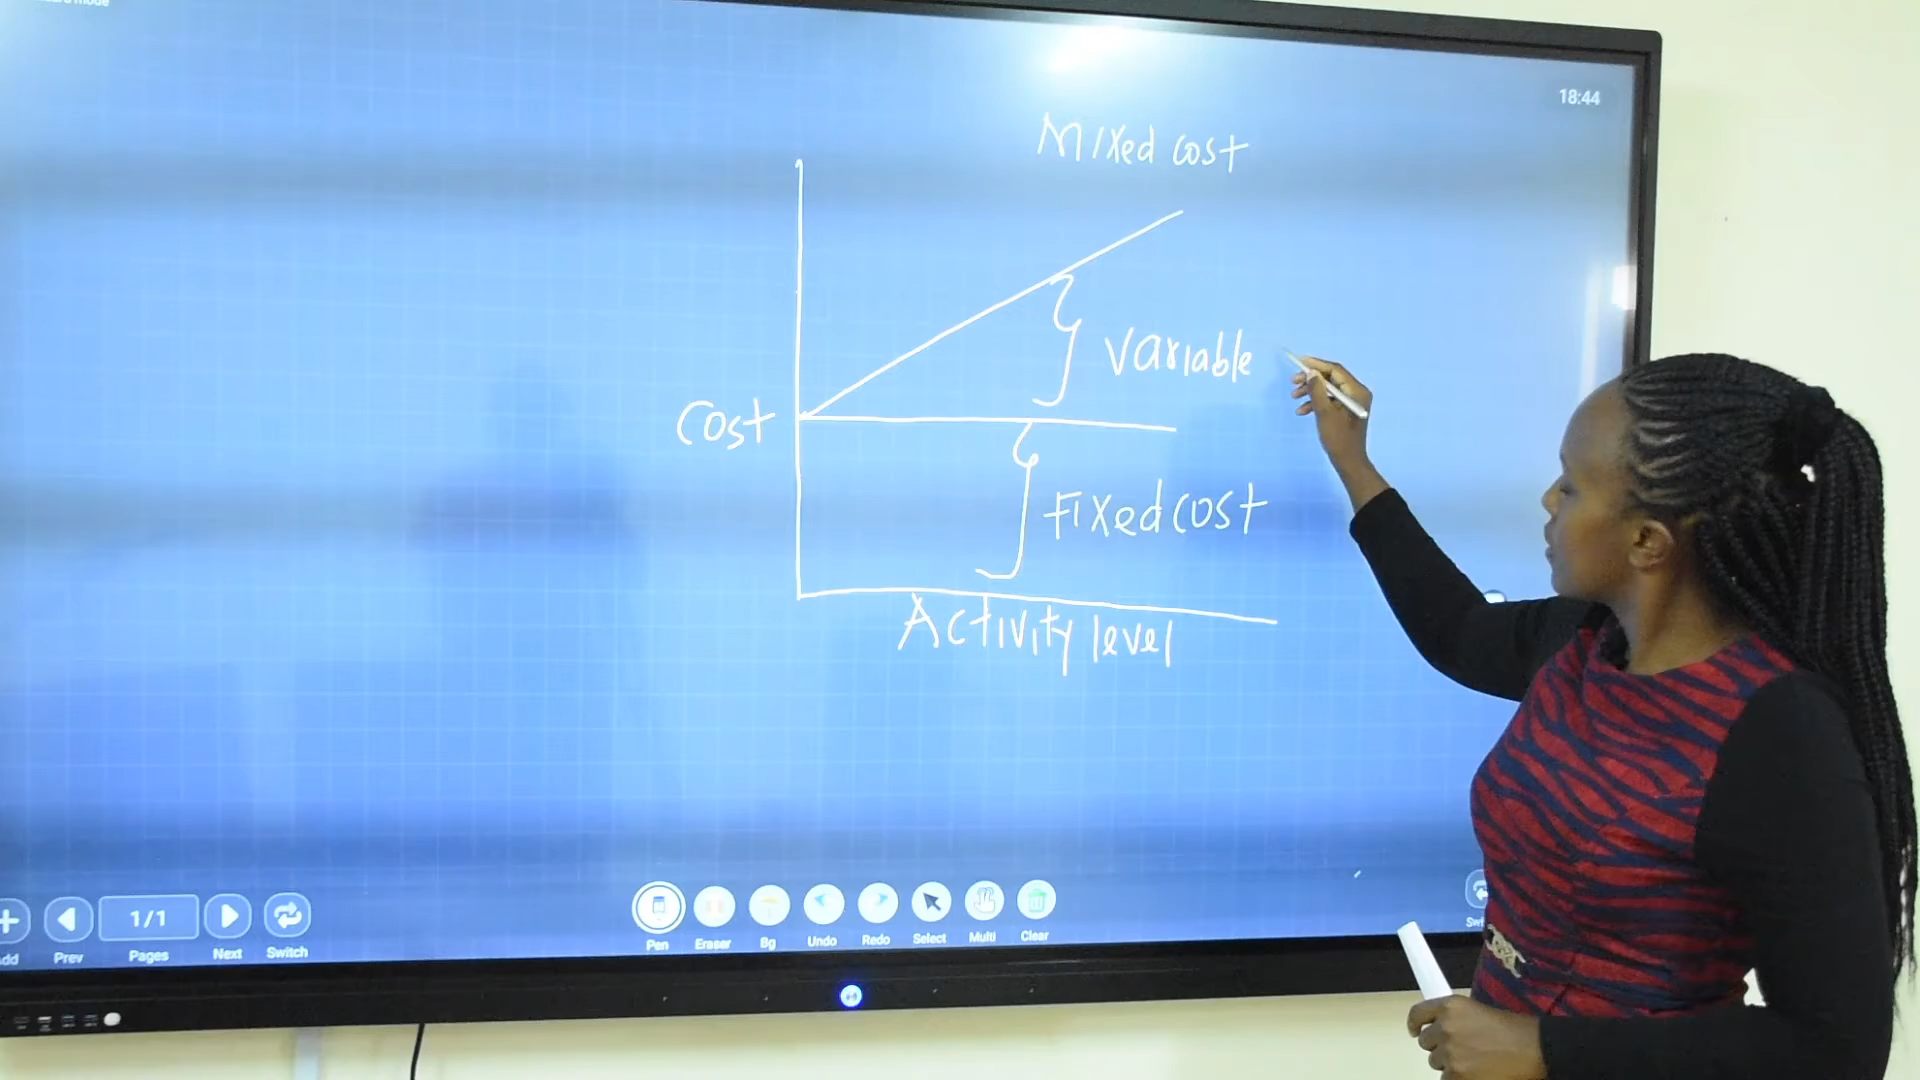 18:44
Mixed cost
Variable
Cost
Fixed cost
Activity level
1/1
Prev
Pages
Next
Switch
Pen
Eraser
Bg
Undo
Redo
Select
Multi
Clear